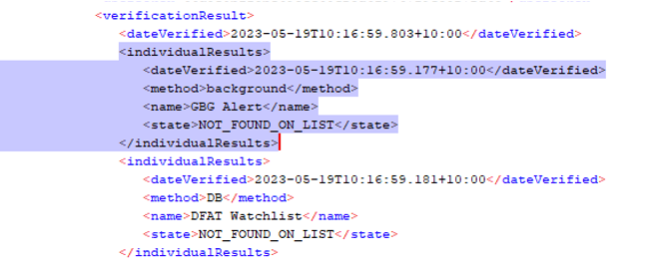 <verificationResult>
<dateVerified>2023-05-19T10:16:59.803+10:00</dateVerified>
<individualResults>
<dateVerified>2023-05-19T10:16:59.177+10:00</dateVerified>
<method>background</method>
<name>GBG Alert</name>
<state>NOT_FOUND_ON_LIST</state>
</individualResults>
<individualResults>
<dateVerified>2023-05-19T10:16:59.181+10:00</dateVerified>
<method>DB</method>
<name>DFAT Watchlist</name>
<state>NOT_FOUND_ON_LIST</state>
</individualResults>